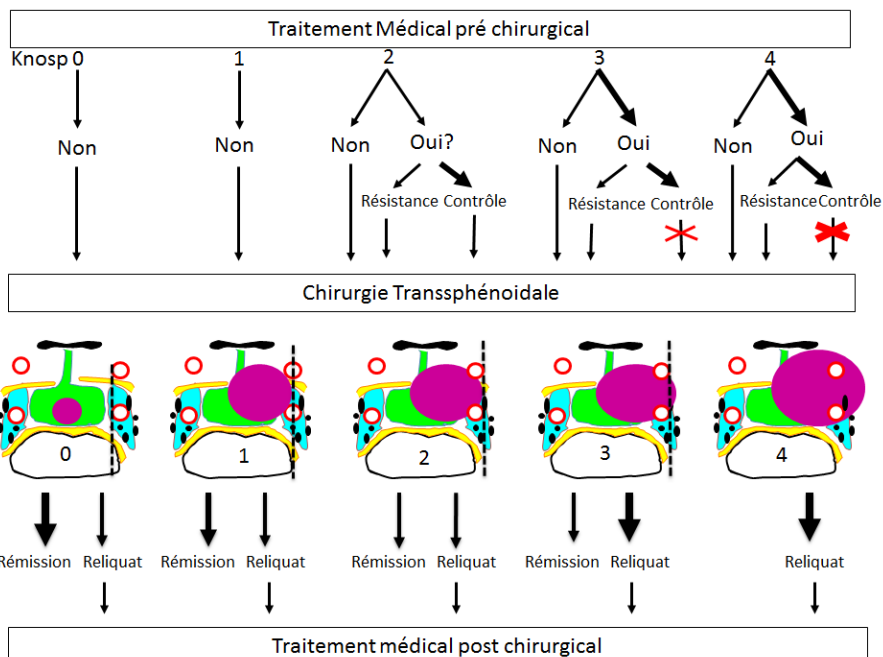 Traitement Médical pré chirurgical
Knosp 0 1 2 3 4
Non Non Non Oui? Non Oui Non Oui
Résistance Contrôle Résistance Contrôle Résistance Contrôle
Chirurgie Transsphénoidale
0 1 2 3 4
Rémission Reliquat Rémission Reliquat Rémission Reliquat Rémission Reliquat Reliquat
Traitement médical post chirurgical